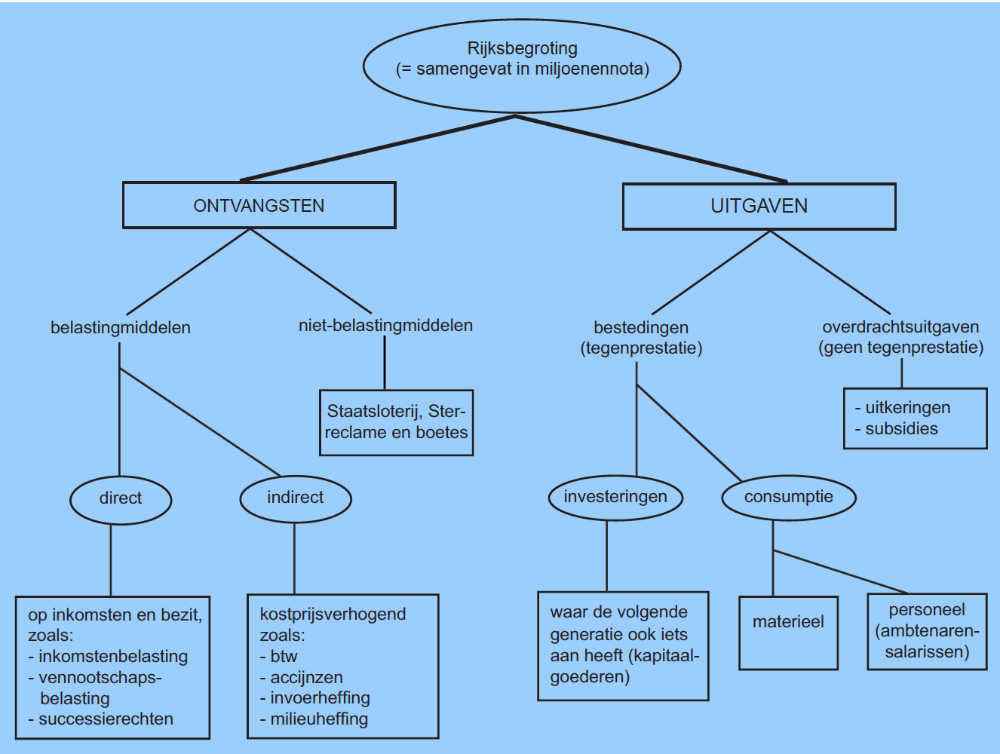 Rijksbegroting
(= samengevat in miljoenennota)
ONTVANGSTEN
UITGAVEN
belastingmiddelen
niet-belastingmiddelen
bestedingen
(tegenprestatie)
overdrachtsuitgaven
(geen tegenprestatie)
Staatsloterij, Ster-
reclame en boetes
- uitkeringen
- subsidies
direct
indirect
investeringen
consumptie
op inkomsten en bezit,
zoals:
- inkomstenbelasting
- vennootschaps-
belasting
- successierechten
kostprijsverhogend
zoals:
- btw
- accijnzen
- invoerheffing
- milieuheffing
waar de volgende
generatie ook iets
aan heeft (kapitaal-
goederen)
materieel
personeel
(ambtenaren-
salarissen)